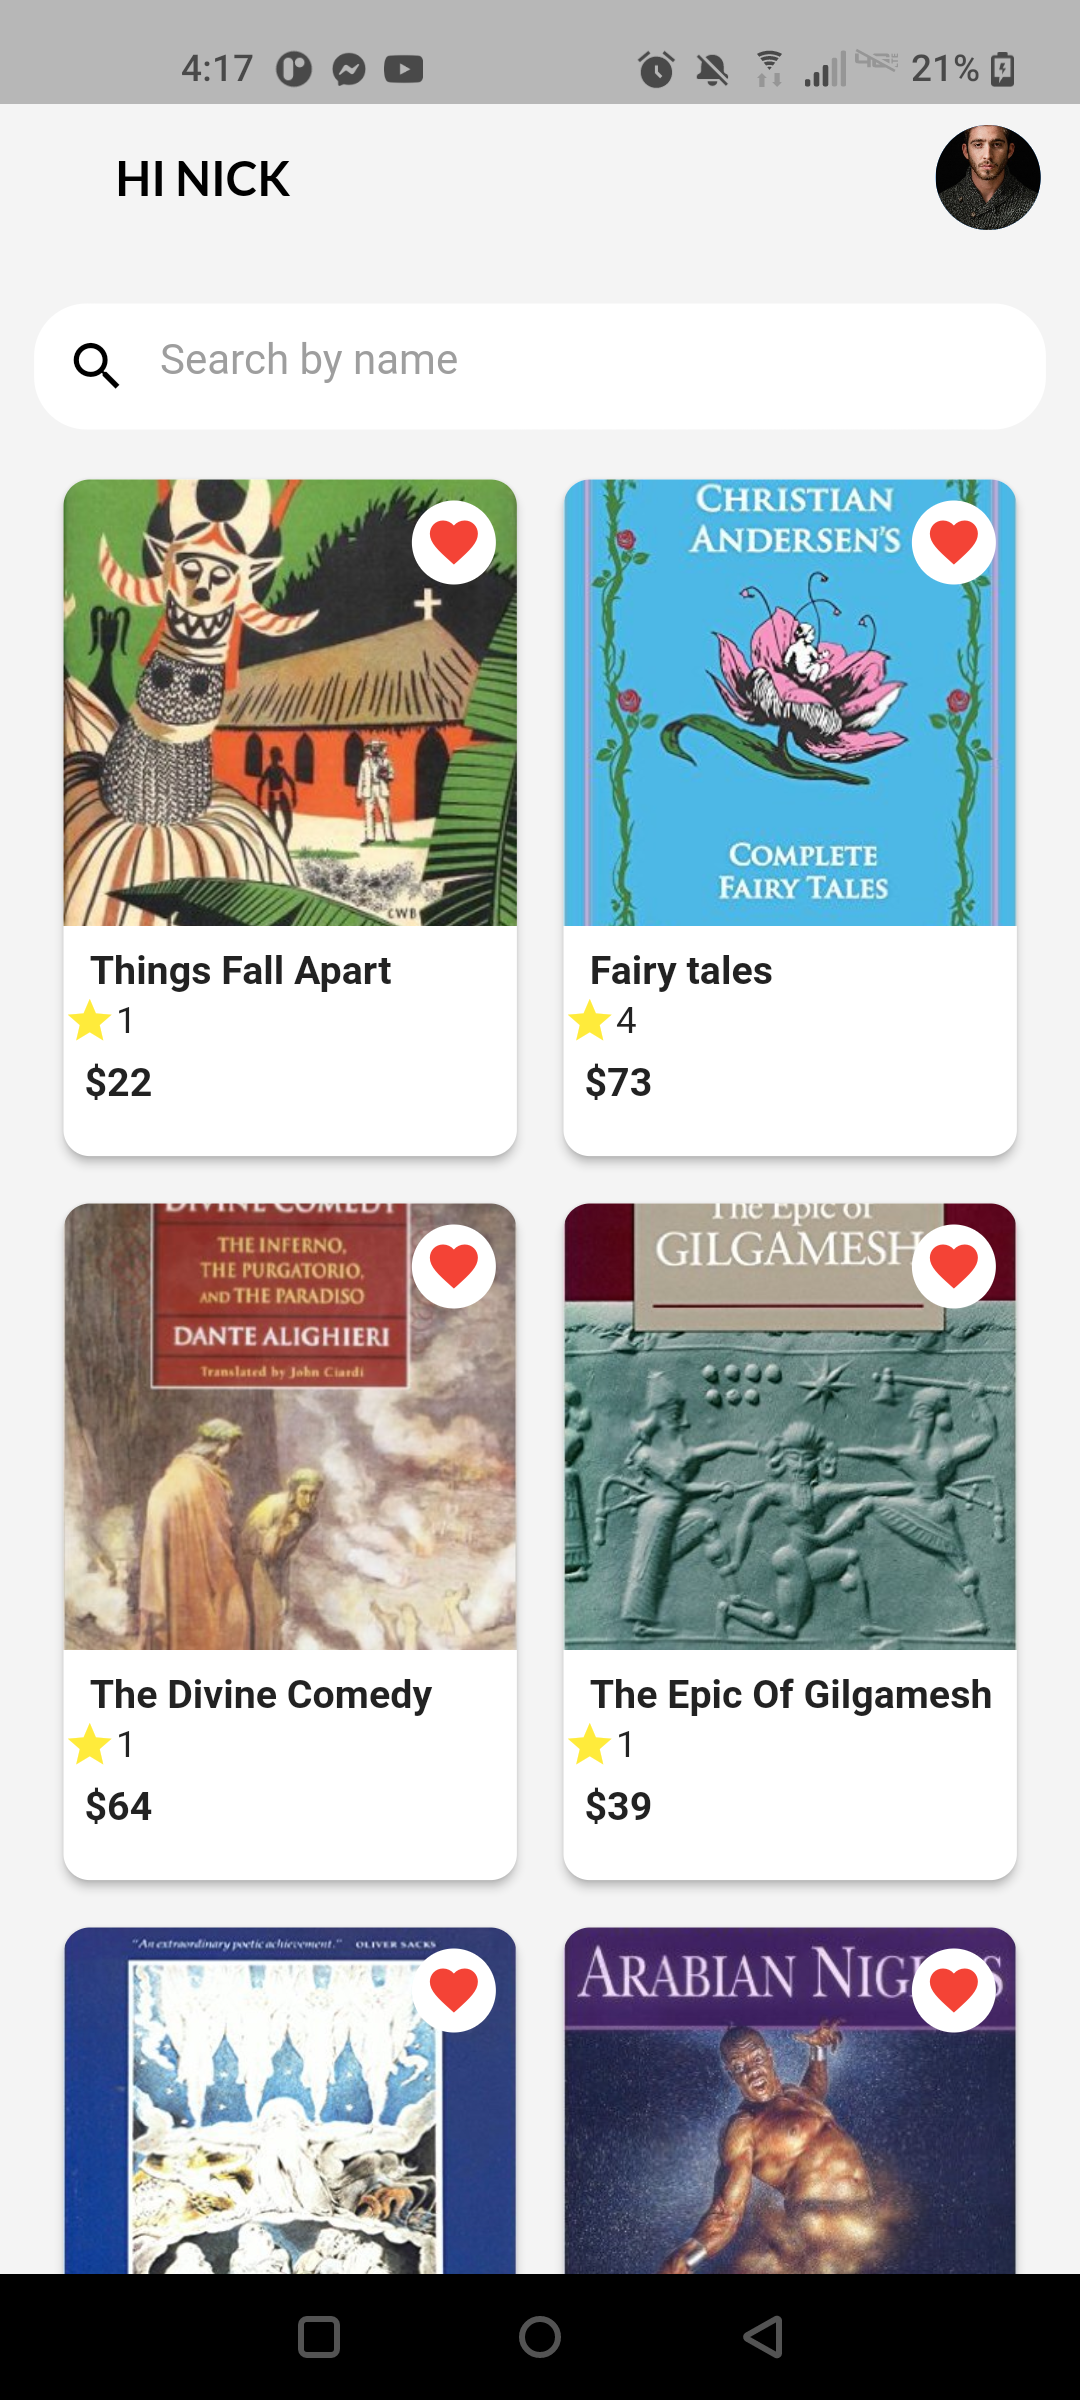 4:17
21%
HI NICK
Search by name
CHRISTIAN
ANDERSEN'S
COMPLETE
FAIRY TALES
CWB
Things Fall Apart
1
$22
Fairy tales
4
$73
DIVINE COMEDY
THE INFERNO,
THE PURGATORIO,
AND THE PARADISO
DANTE ALIGHIERI
Translated by John Ciardi
The Epic of
GILGAMESH
The Divine Comedy
1
$64
The Epic Of Gilgamesh
1
$39
"An extraordinary poetic achievement." OLIVER SACKS
ARABIAN